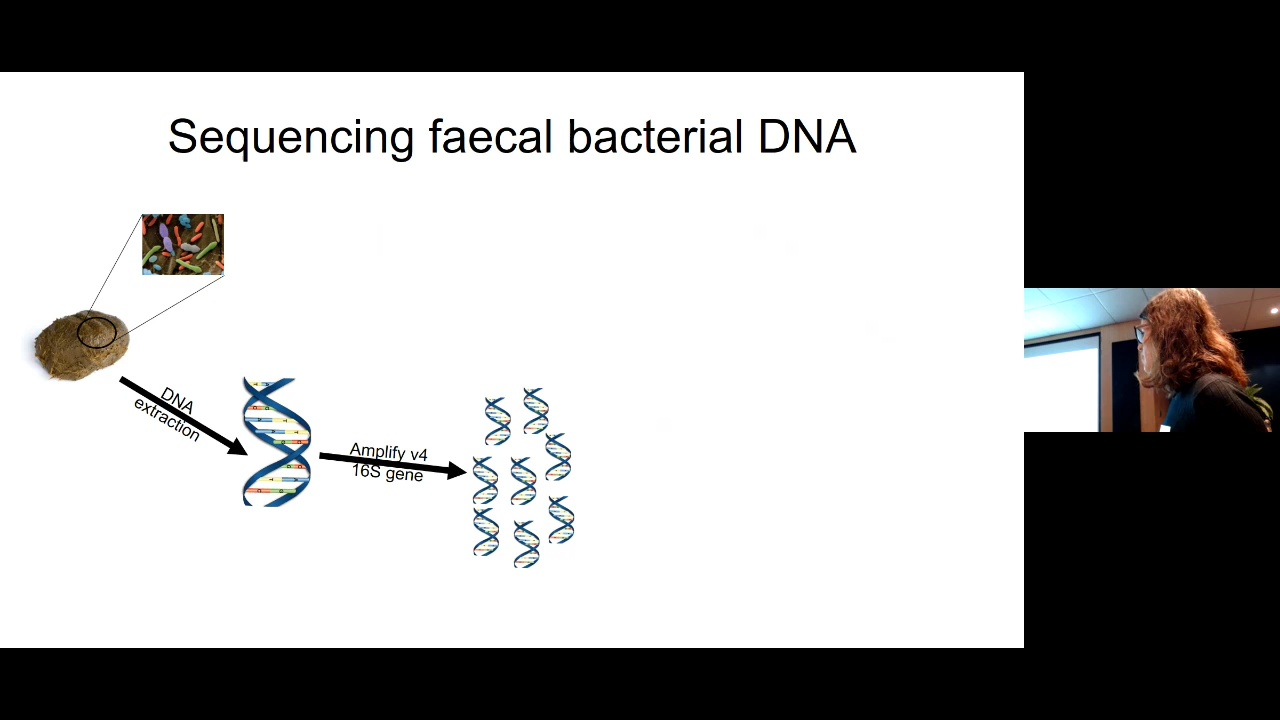 Sequencing faecal bacterial DNA
DNA
extraction
Amplify v4
16S gene